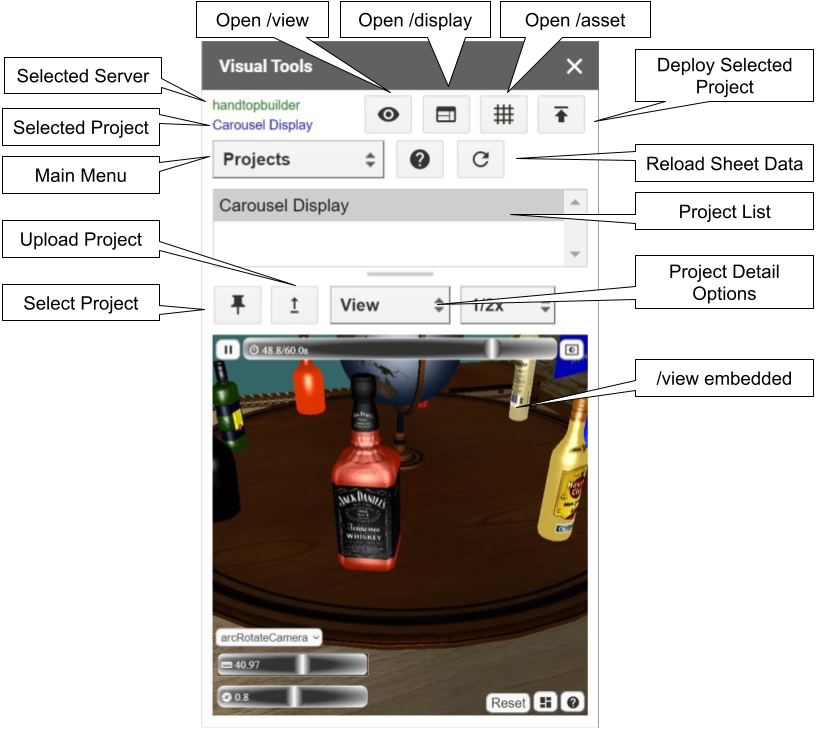 Open /view
Open /display
Open /asset
Visual Tools
Selected Server
Deploy Selected
Project
handtopbuilder
Selected Project
Carousel Display
Main Menu
Projects
Reload Sheet Data
Carousel Display
Project List
Upload Project
Project Detail
Options
Select Project
View
1/2x
48.8/60.0s
/view embedded
JACK DANIEL'S
Tennessee
WHISKEY
arcRotateCamera
40.97
0.8
Reset